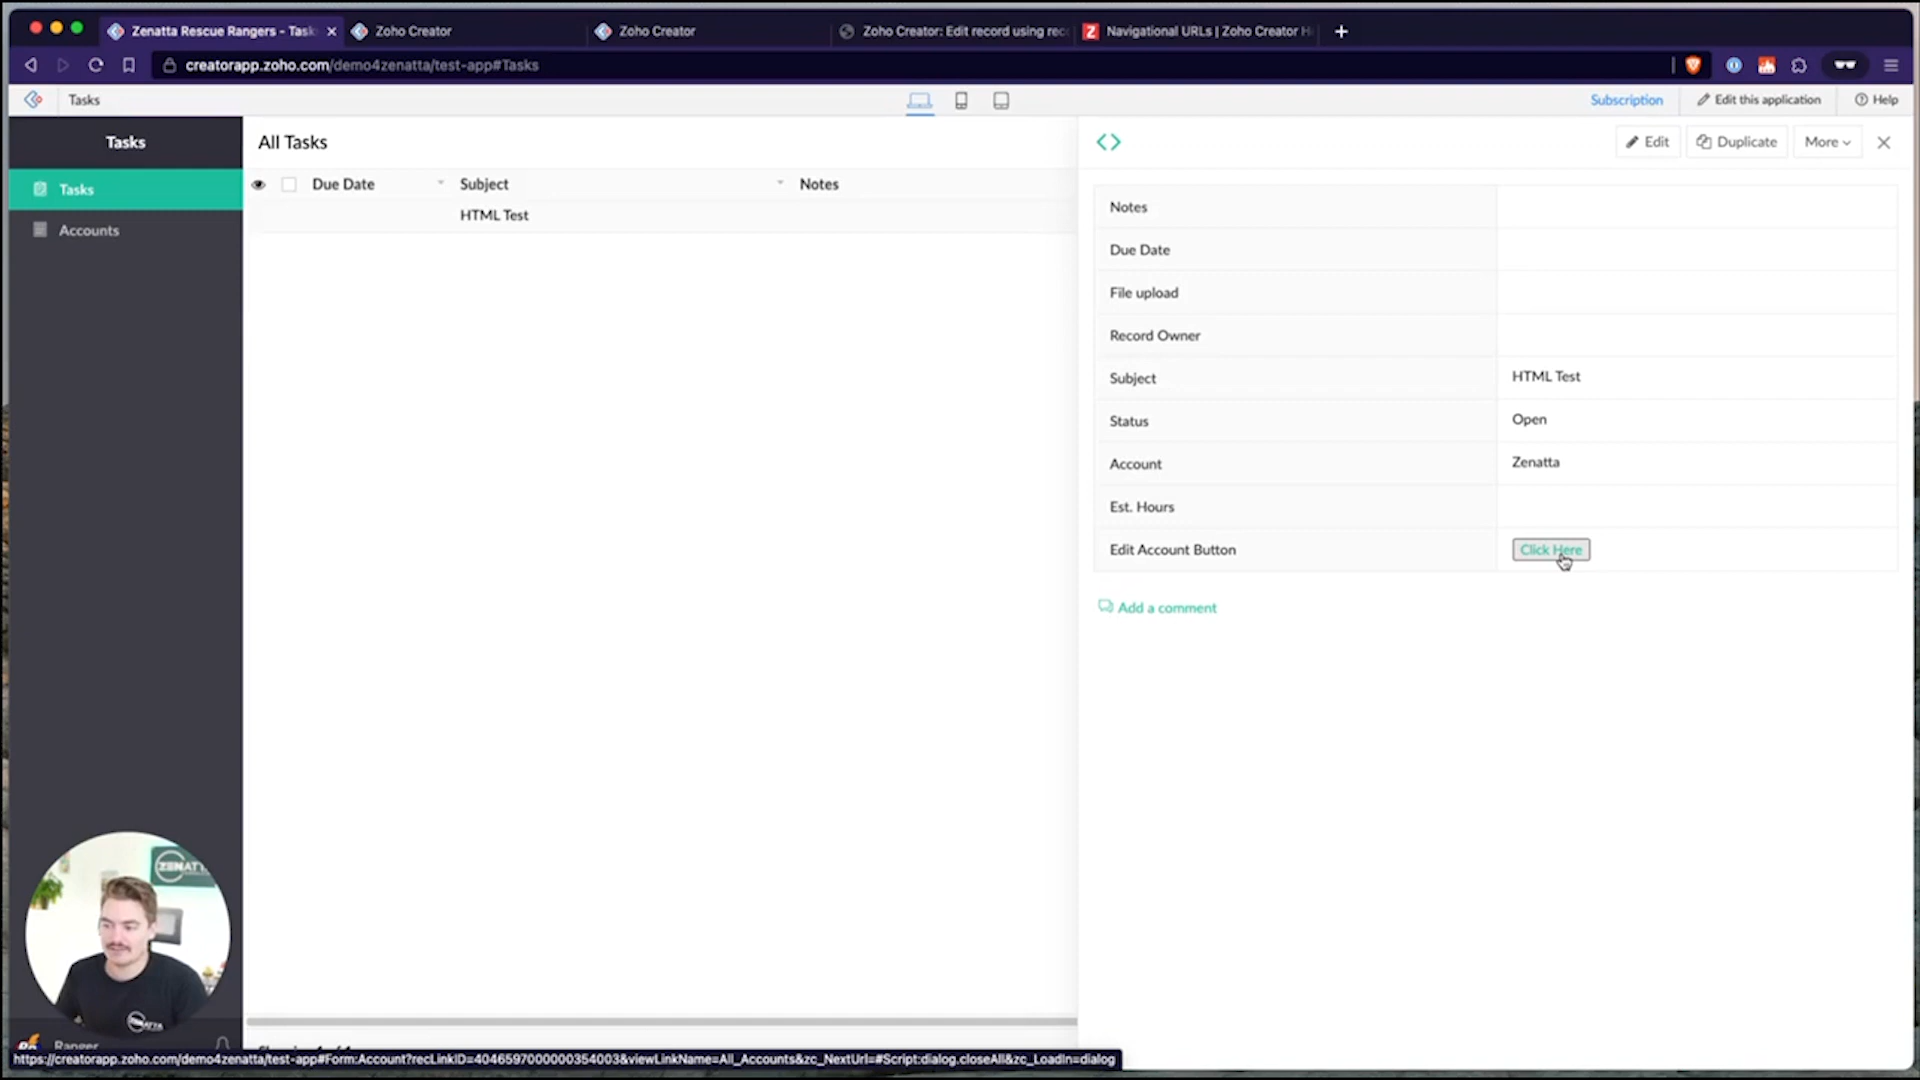 Zenatta Rescue Rangers - Task
Zoho Creator
Zoho Creator
Zoho Creator: Edit record using rec
Navigational URLs | Zoho Creator H
creatorapp.zoho.com/demo4zenatta/test-app#Tasks
Tasks
Subscription
Edit this application
Help
Tasks
Tasks
Accounts
All Tasks
Due Date
Subject
Notes
HTML Test
Edit
Duplicate
More
Notes
Due Date
File upload
Record Owner
Subject
HTML Test
Status
Open
Account
Zenatta
Est. Hours
Edit Account Button
Click Here
Add a comment
ZENATTA
ZENATTA
Ranger
https://creatorapp.zoho.com/demo4zenatta/test-app#Form:Account?recLinkID=4046597000000354003&viewLinkName=All_Accounts&zc_NextUrl=#Script:dialog.closeAll&zc_LoadIn=dialog